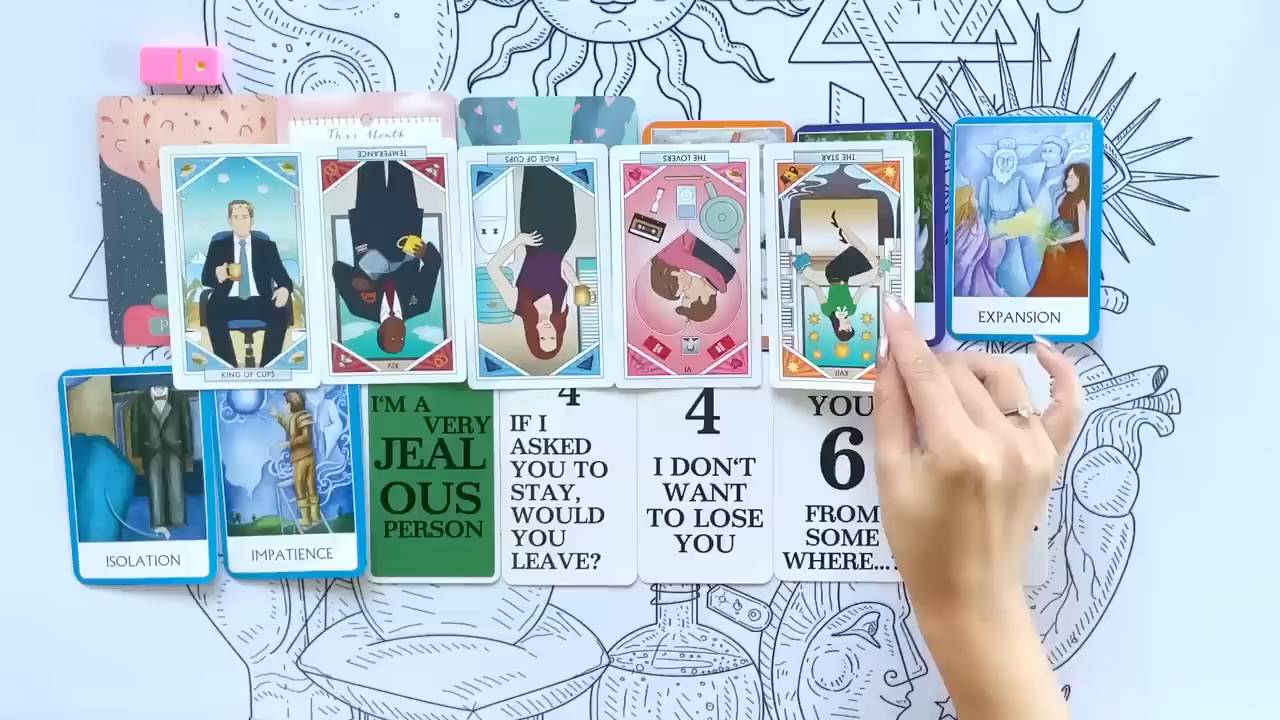 This Month
KING OF CUPS
TEMPERANCE
XIV
PAGE OF CUPS
THE LOVERS
VI
THE STAR
XVII
EXPANSION
ISOLATION
IMPATIENCE
I'M A
VERY
JEAL
OUS
PERSON
4
IF I
ASKED
YOU TO
STAY,
WOULD
YOU
LEAVE?
4
I DON'T
WANT
TO LOSE
YOU
YOU
6
FROM
SOME
WHERE...